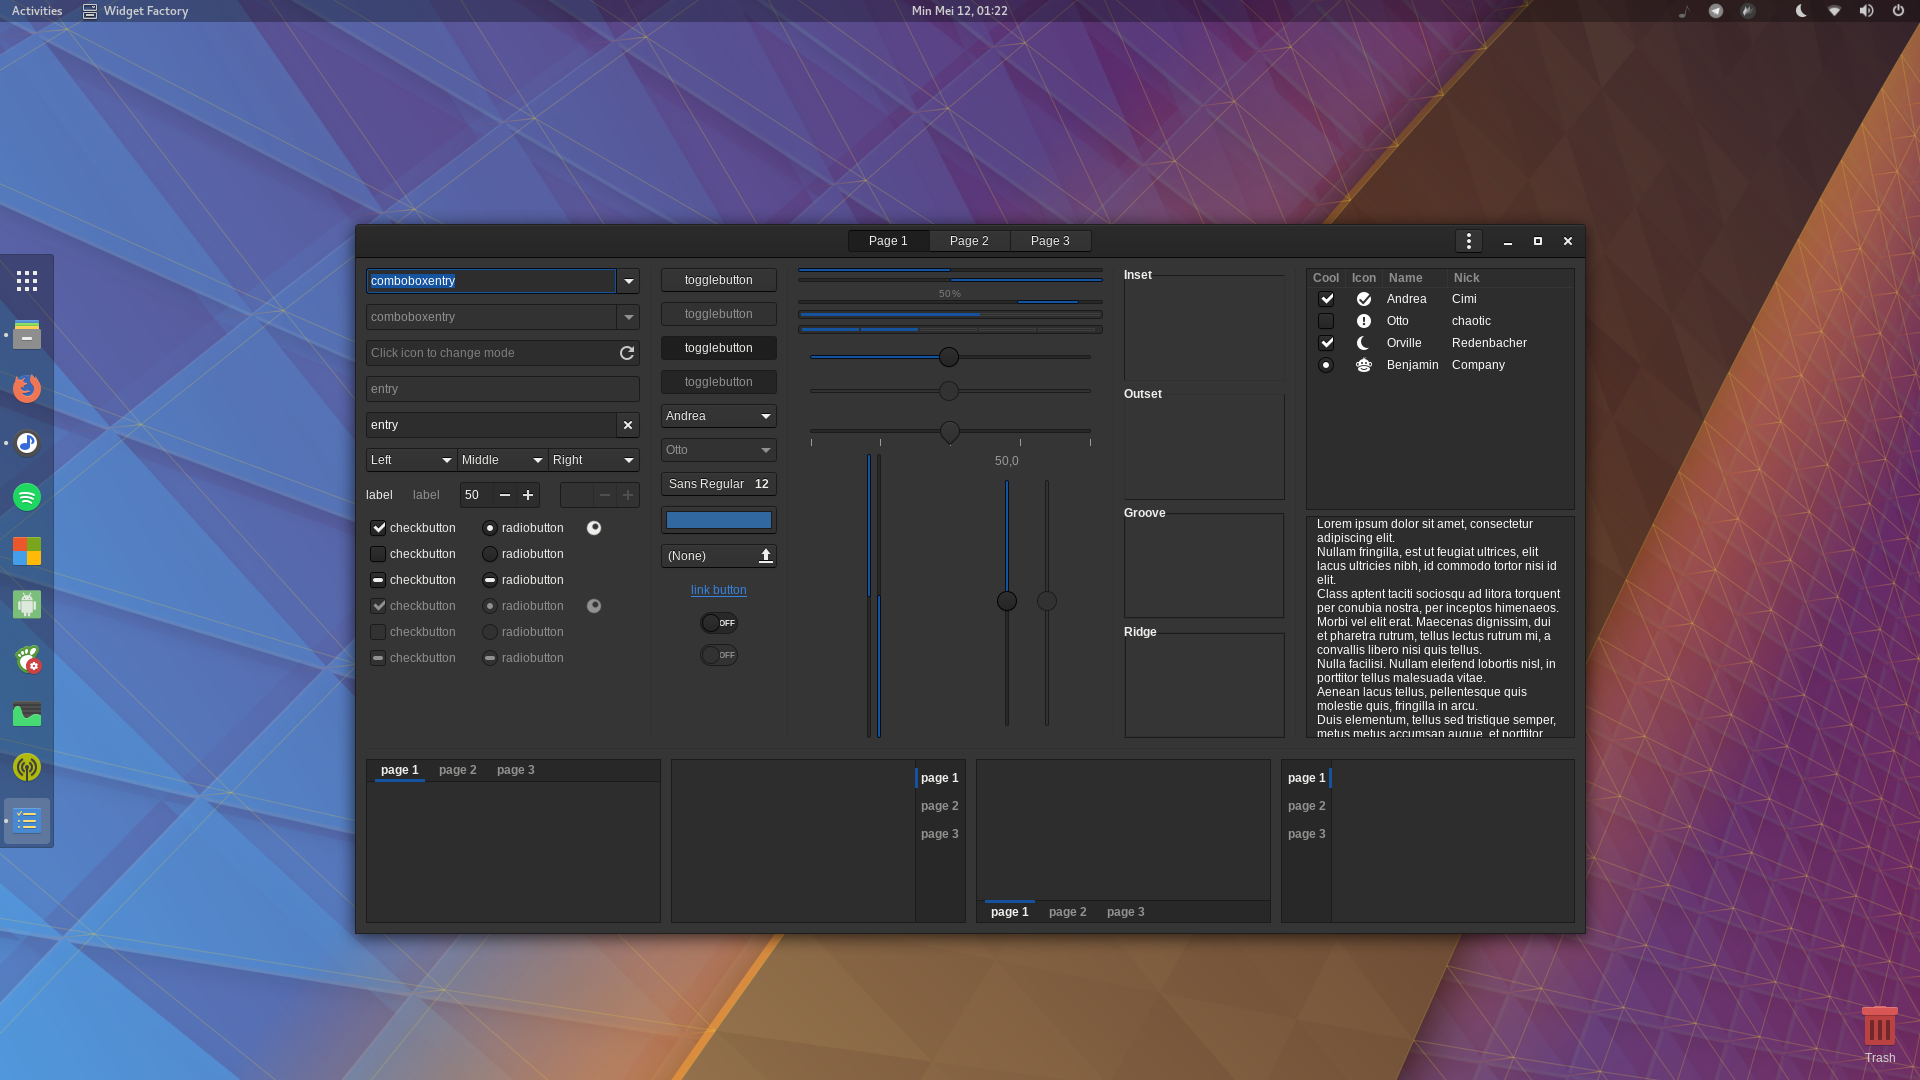 Activities Widget Factory Min Mei 12, 01:22
Page 1 Page 2 Page 3
comboboxentry
comboboxentry
Click icon to change mode
entry
entry
Left Middle Right
label label 50
checkbutton radiobutton
checkbutton radiobutton
checkbutton radiobutton
checkbutton radiobutton
checkbutton radiobutton
checkbutton radiobutton
togglebutton
togglebutton
togglebutton
togglebutton
Andrea
Otto
Sans Regular 12
(None)
link button
OFF
OFF
50%
50,0
Inset
Outset
Groove
Ridge
Cool Icon Name Nick
Andrea Cimi
Otto chaotic
Orville Redenbacher
Benjamin Company
Lorem ipsum dolor sit amet, consectetur
adipiscing elit.
Nullam fringilla, est ut feugiat ultrices, elit
lacus ultricies nibh, id commodo tortor nisi id
elit.
Class aptent taciti sociosqu ad litora torquent
per conubia nostra, per inceptos himenaeos.
Morbi vel elit erat. Maecenas dignissim, dui
et pharetra rutrum, tellus lectus rutrum mi, a
convallis libero nisi quis tellus.
Nulla facilisi. Nullam eleifend lobortis nisl, in
porttitor tellus malesuada vitae.
Aenean lacus tellus, pellentesque quis
molestie quis, fringilla in arcu.
Duis elementum, tellus sed tristique semper,
metus metus accumsan augue, et porttitor
page 1 page 2 page 3
page 1
page 2
page 3
page 1 page 2 page 3
page 1
page 2
page 3
Trash